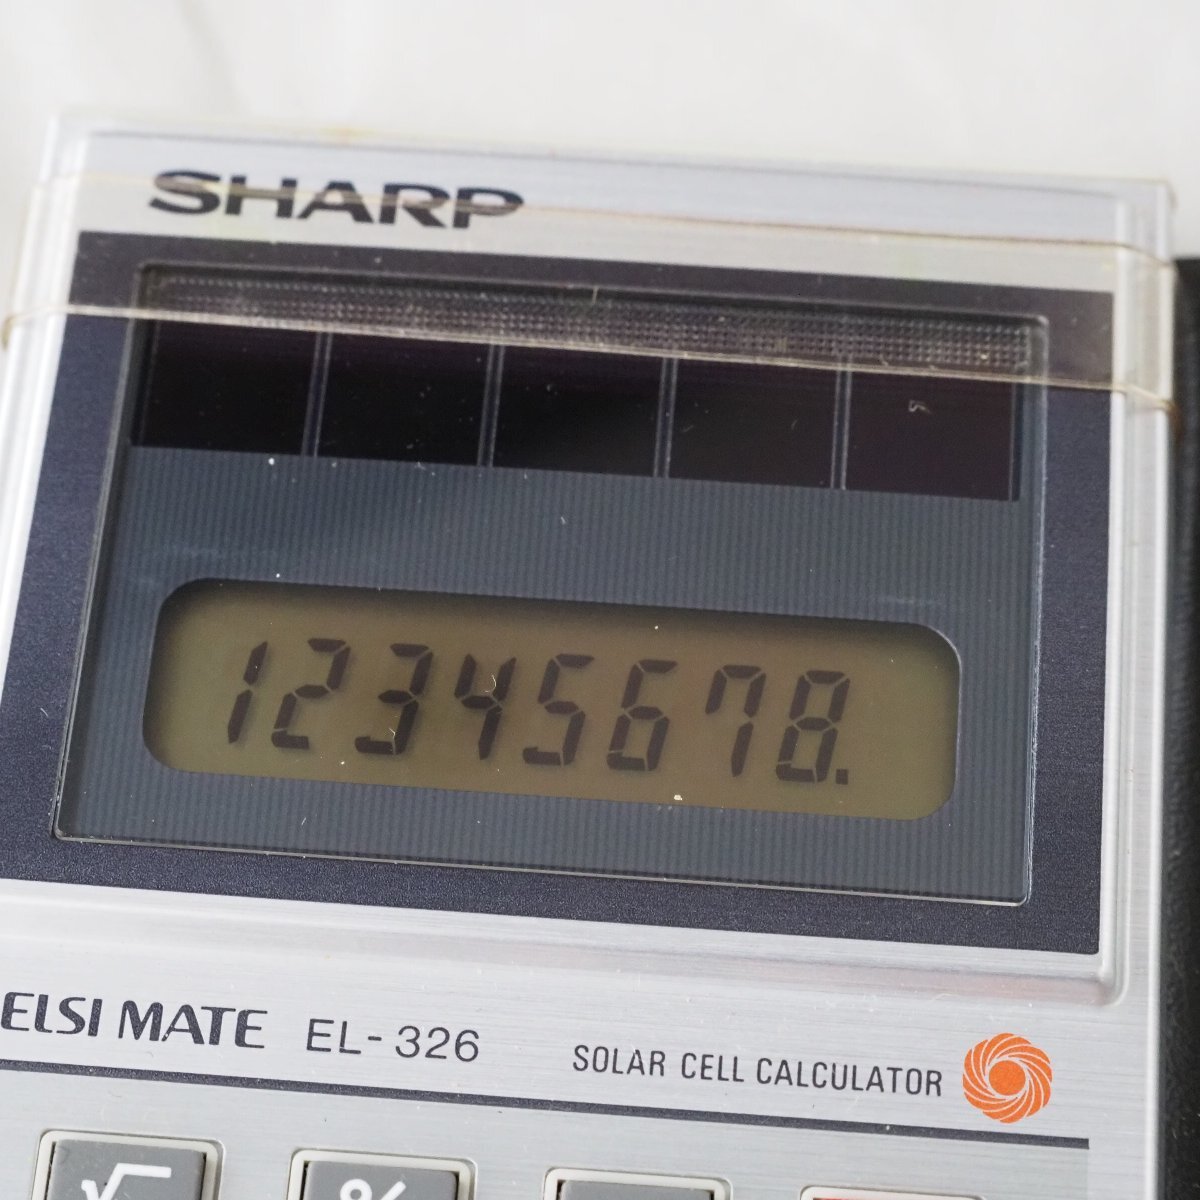 SHARP
12345678.
ELSI MATE EL-326
SOLAR CELL CALCULATOR
√ %